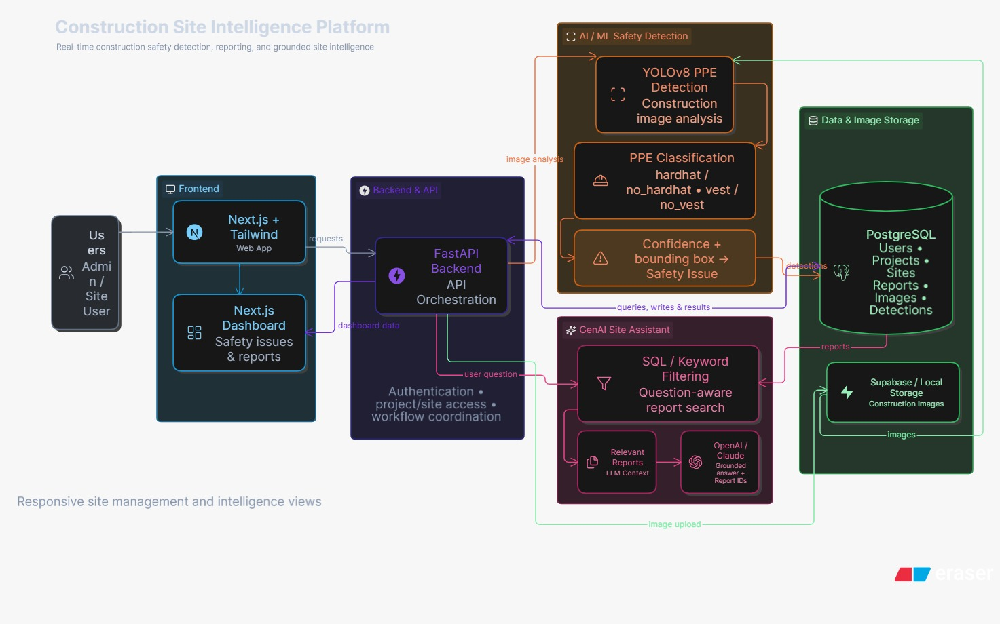 Construction Site Intelligence Platform
Real-time construction safety detection, reporting, and grounded site intelligence
Us
ers
Admi
n /
Site
User
Frontend
Next.js +
Tailwind
Web App
Next.js
Dashboard
Safety issues
& reports
requests
dashboard data
Backend & API
FastAPI
Backend
API
Orchestration
Authentication •
project/site access •
workflow coordination
image analysis
user question
AI / ML Safety Detection
YOLOv8 PPE
Detection
Construction
image analysis
PPE Classification
hardhat /
no_hardhat • vest /
no_vest
Confidence +
bounding box →
Safety Issue
detections
queries, writes & results
GenAI Site Assistant
SQL / Keyword
Filtering
Question-aware
report search
Relevant
Reports
LLM Context
OpenAI /
Claude
Grounded
answer +
Report IDs
Data & Image Storage
PostgreSQL
Users •
Projects •
Sites
Reports •
Images •
Detections
reports
Supabase / Local
Storage
Construction Images
images
image upload
Responsive site management and intelligence views
eraser